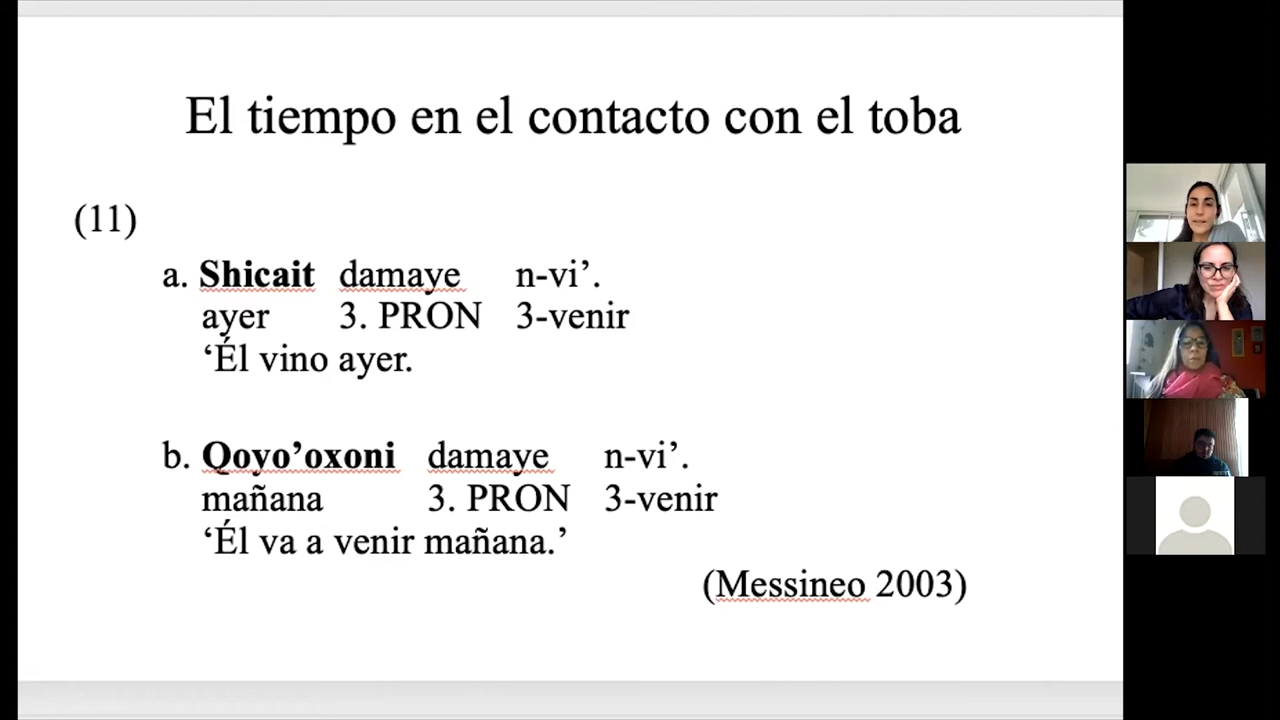 El tiempo en el contacto con el toba
(11)
a. Shicait damaye n-vi’.
ayer 3. PRON 3-venir
‘Él vino ayer.
b. Qoyo’oxoni damaye n-vi’.
mañana 3. PRON 3-venir
‘Él va a venir mañana.’
(Messineo 2003)